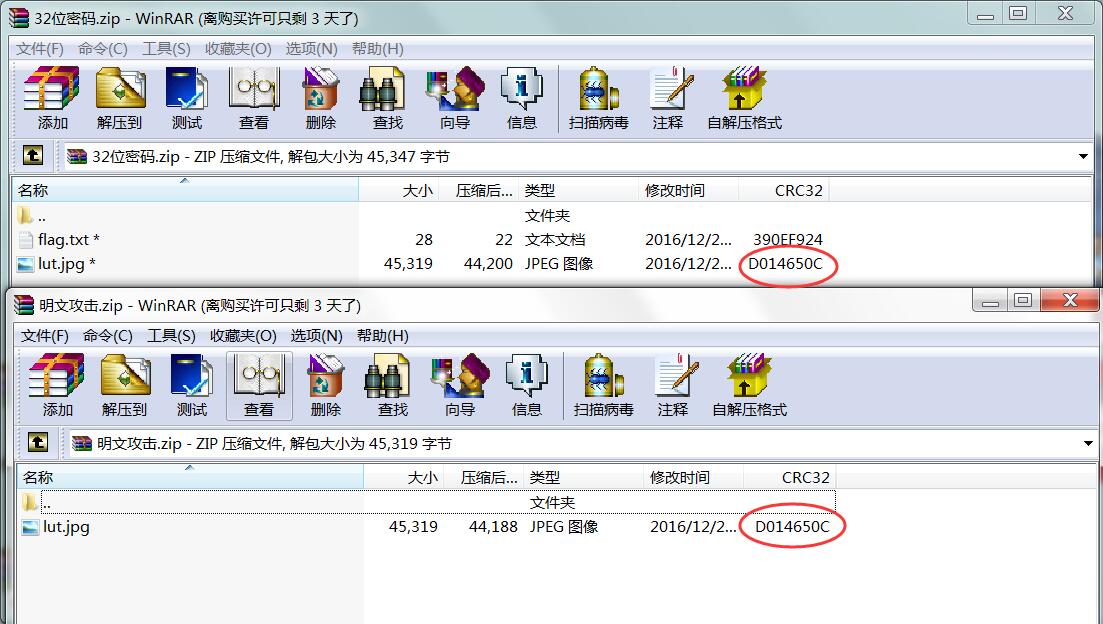 32位密码.zip - WinRAR (离购买许可只剩 3 天了)
文件(F) 命令(C) 工具(S) 收藏夹(O) 选项(N) 帮助(H)
添加 解压到 测试 查看 删除 查找 向导 信息 扫描病毒 注释 自解压格式
32位密码.zip - ZIP 压缩文件, 解包大小为 45,347 字节
名称 大小 压缩后... 类型 修改时间 CRC32
.. 文件夹
flag.txt * 28 22 文本文档 2016/12/2... 390EF924
lut.jpg * 45,319 44,200 JPEG 图像 2016/12/2... D014650C
明文攻击.zip - WinRAR (离购买许可只剩 3 天了)
文件(F) 命令(C) 工具(S) 收藏夹(O) 选项(N) 帮助(H)
添加 解压到 测试 查看 删除 查找 向导 信息 扫描病毒 注释 自解压格式
明文攻击.zip - ZIP 压缩文件, 解包大小为 45,319 字节
名称 大小 压缩后... 类型 修改时间 CRC32
.. 文件夹
lut.jpg 45,319 44,188 JPEG 图像 2016/12/2... D014650C